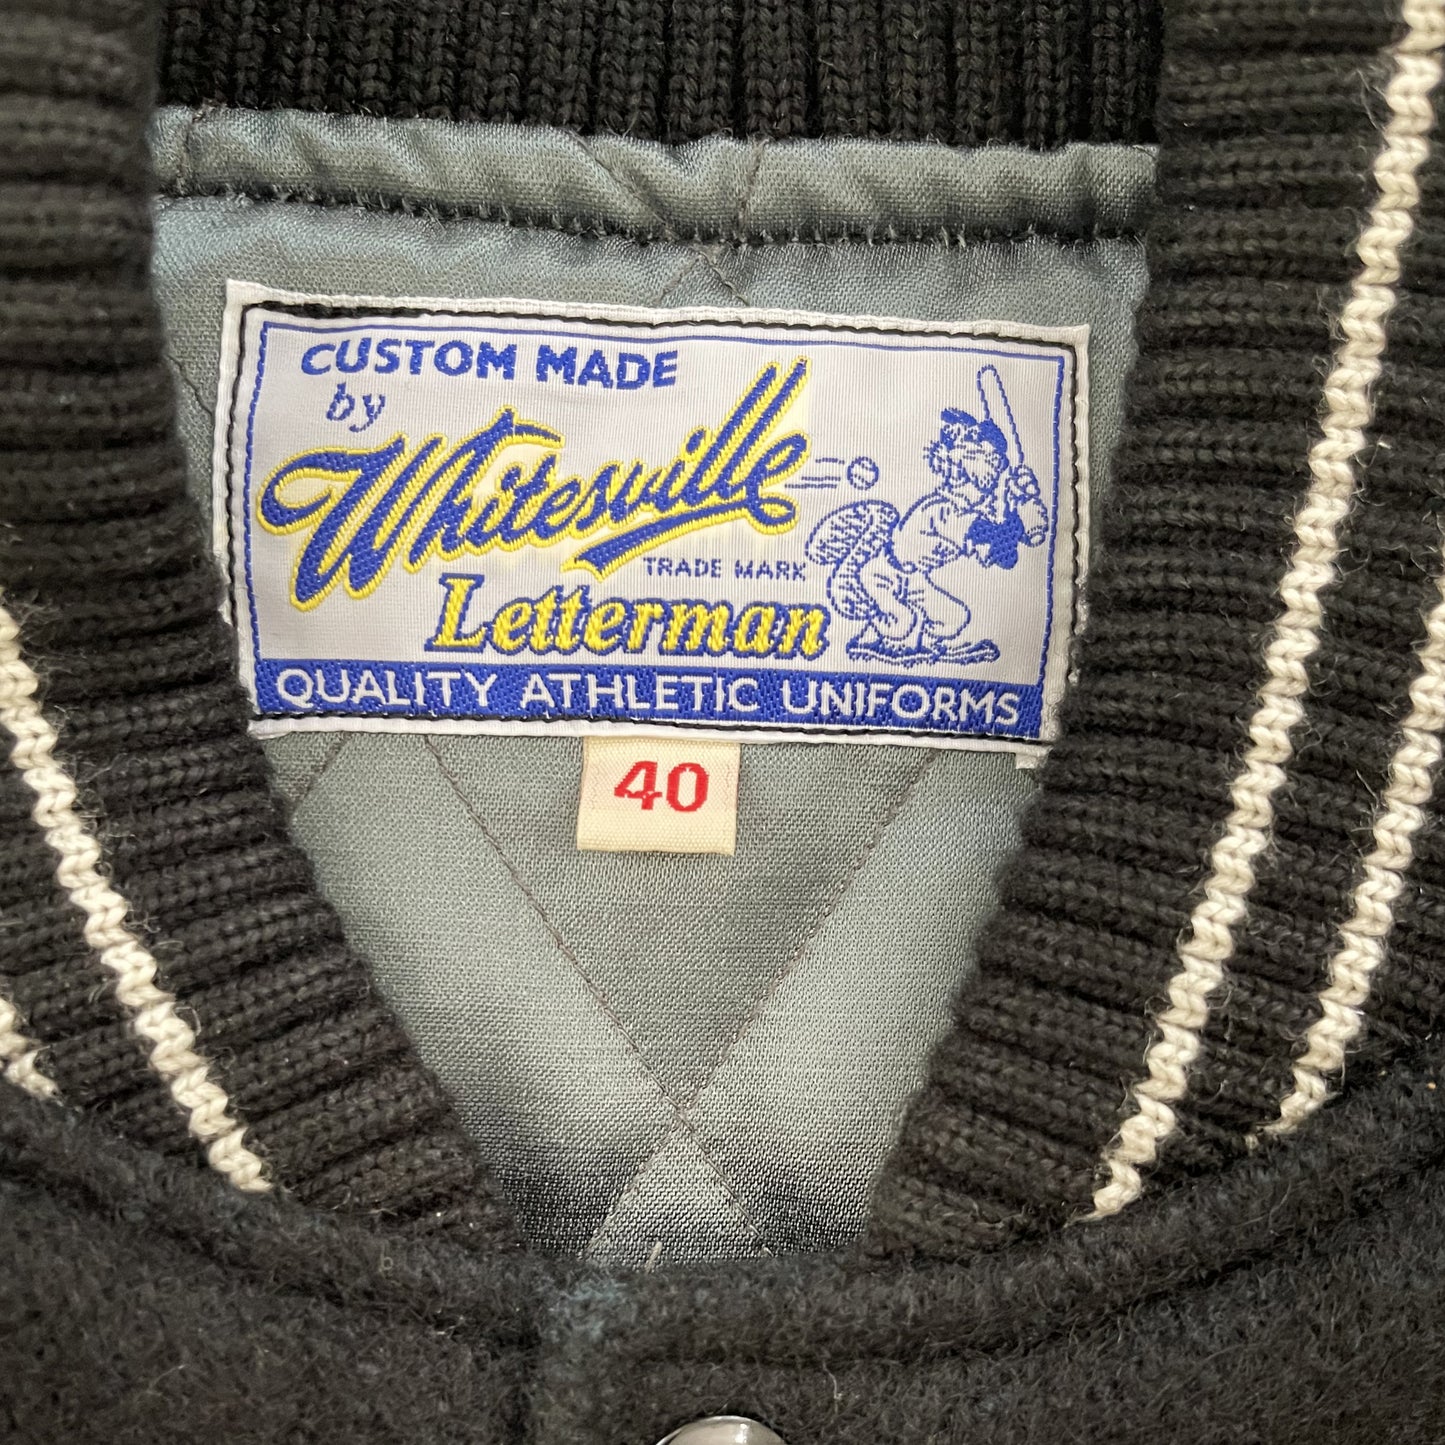 CUSTOM MADE
by
Whitesville
TRADE MARK
Letterman
QUALITY ATHLETIC UNIFORMS
40